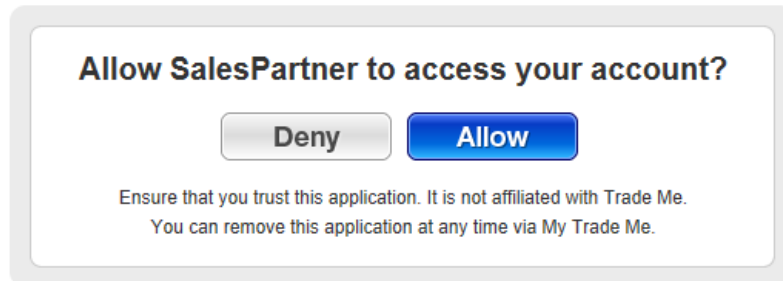 Allow SalesPartner to access your account?
Deny Allow
Ensure that you trust this application. It is not affiliated with Trade Me.
You can remove this application at any time via My Trade Me.